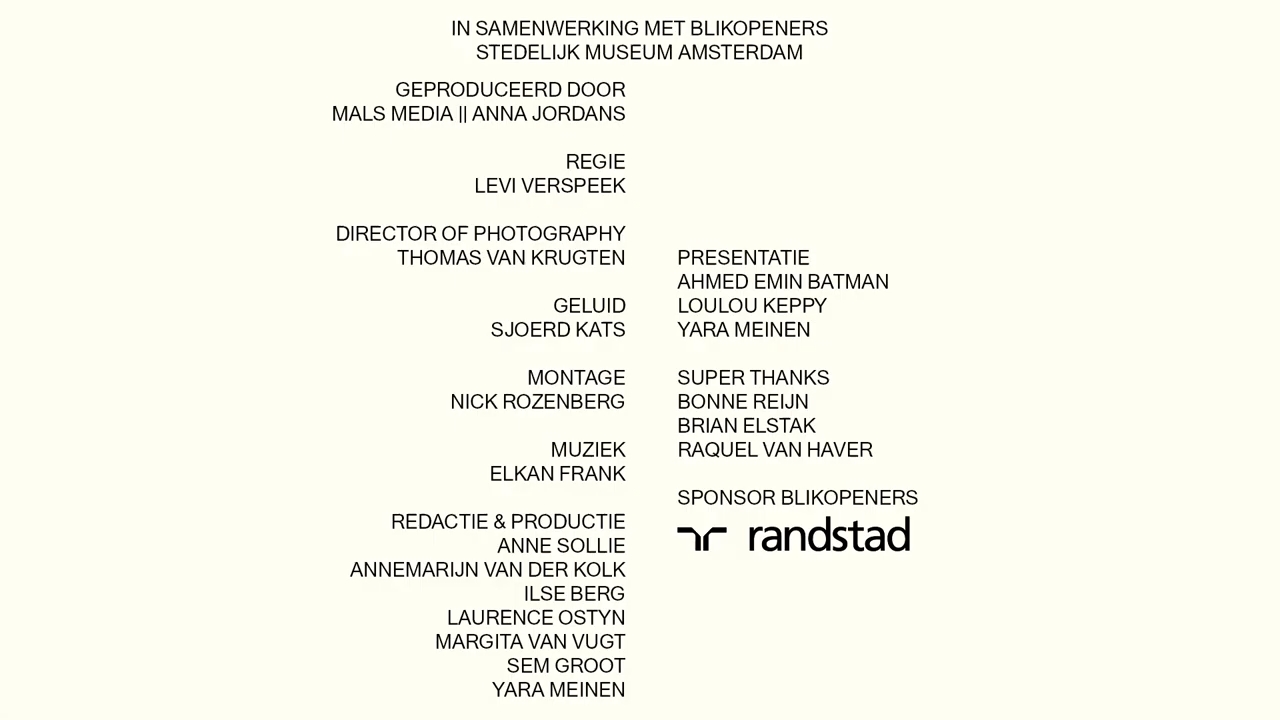 IN SAMENWERKING MET BLIKOPENERS
STEDELIJK MUSEUM AMSTERDAM
GEPRODUCEERD DOOR
MALS MEDIA || ANNA JORDANS
REGIE
LEVI VERSPEEK
DIRECTOR OF PHOTOGRAPHY
THOMAS VAN KRUGTEN
GELUID
SJOERD KATS
MONTAGE
NICK ROZENBERG
MUZIEK
ELKAN FRANK
REDACTIE & PRODUCTIE
ANNE SOLLIE
ANNEMARIJN VAN DER KOLK
ILSE BERG
LAURENCE OSTYN
MARGITA VAN VUGT
SEM GROOT
YARA MEINEN
PRESENTATIE
AHMED EMIN BATMAN
LOULOU KEPPY
YARA MEINEN
SUPER THANKS
BONNE REIJN
BRIAN ELSTAK
RAQUEL VAN HAVER
SPONSOR BLIKOPENERS
randstad